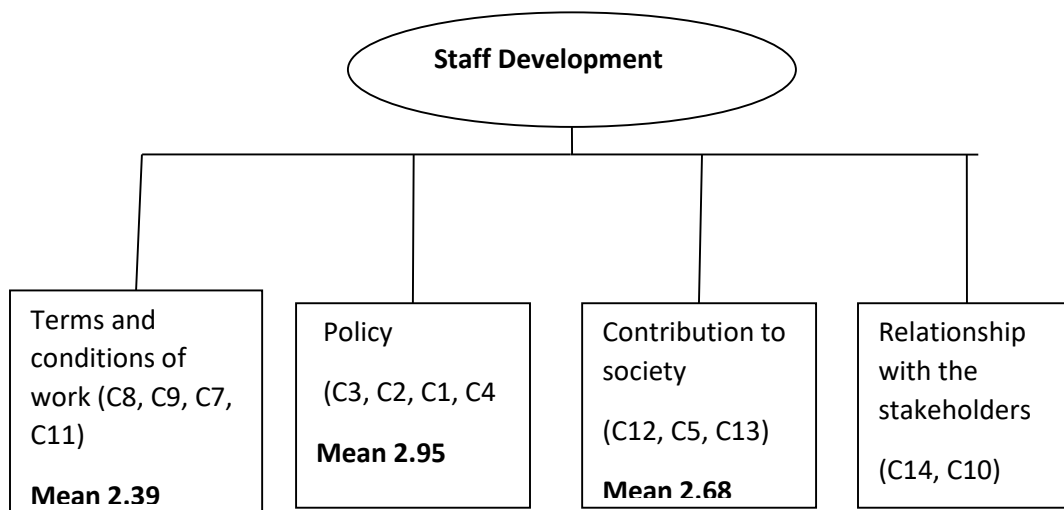 Staff Development
Terms and
conditions of
work (C8, C9, C7,
C11)
Mean 2.39
Policy
(C3, C2, C1, C4
Mean 2.95
Contribution to
society
(C12, C5, C13)
Mean 2.68
Relationship
with the
stakeholders
(C14, C10)